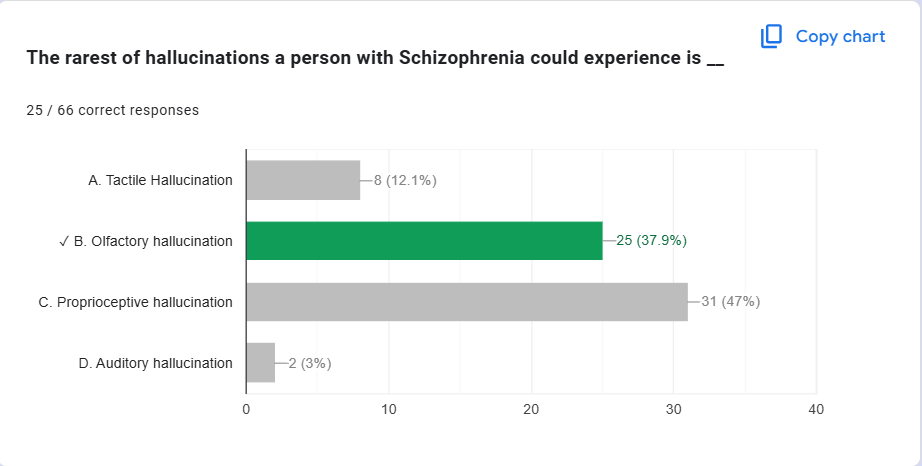 Copy chart
The rarest of hallucinations a person with Schizophrenia could experience is __
25 / 66 correct responses
A. Tactile Hallucination
8 (12.1%)
✓ B. Olfactory hallucination
25 (37.9%)
C. Proprioceptive hallucination
31 (47%)
D. Auditory hallucination
2 (3%)
0 10 20 30 40